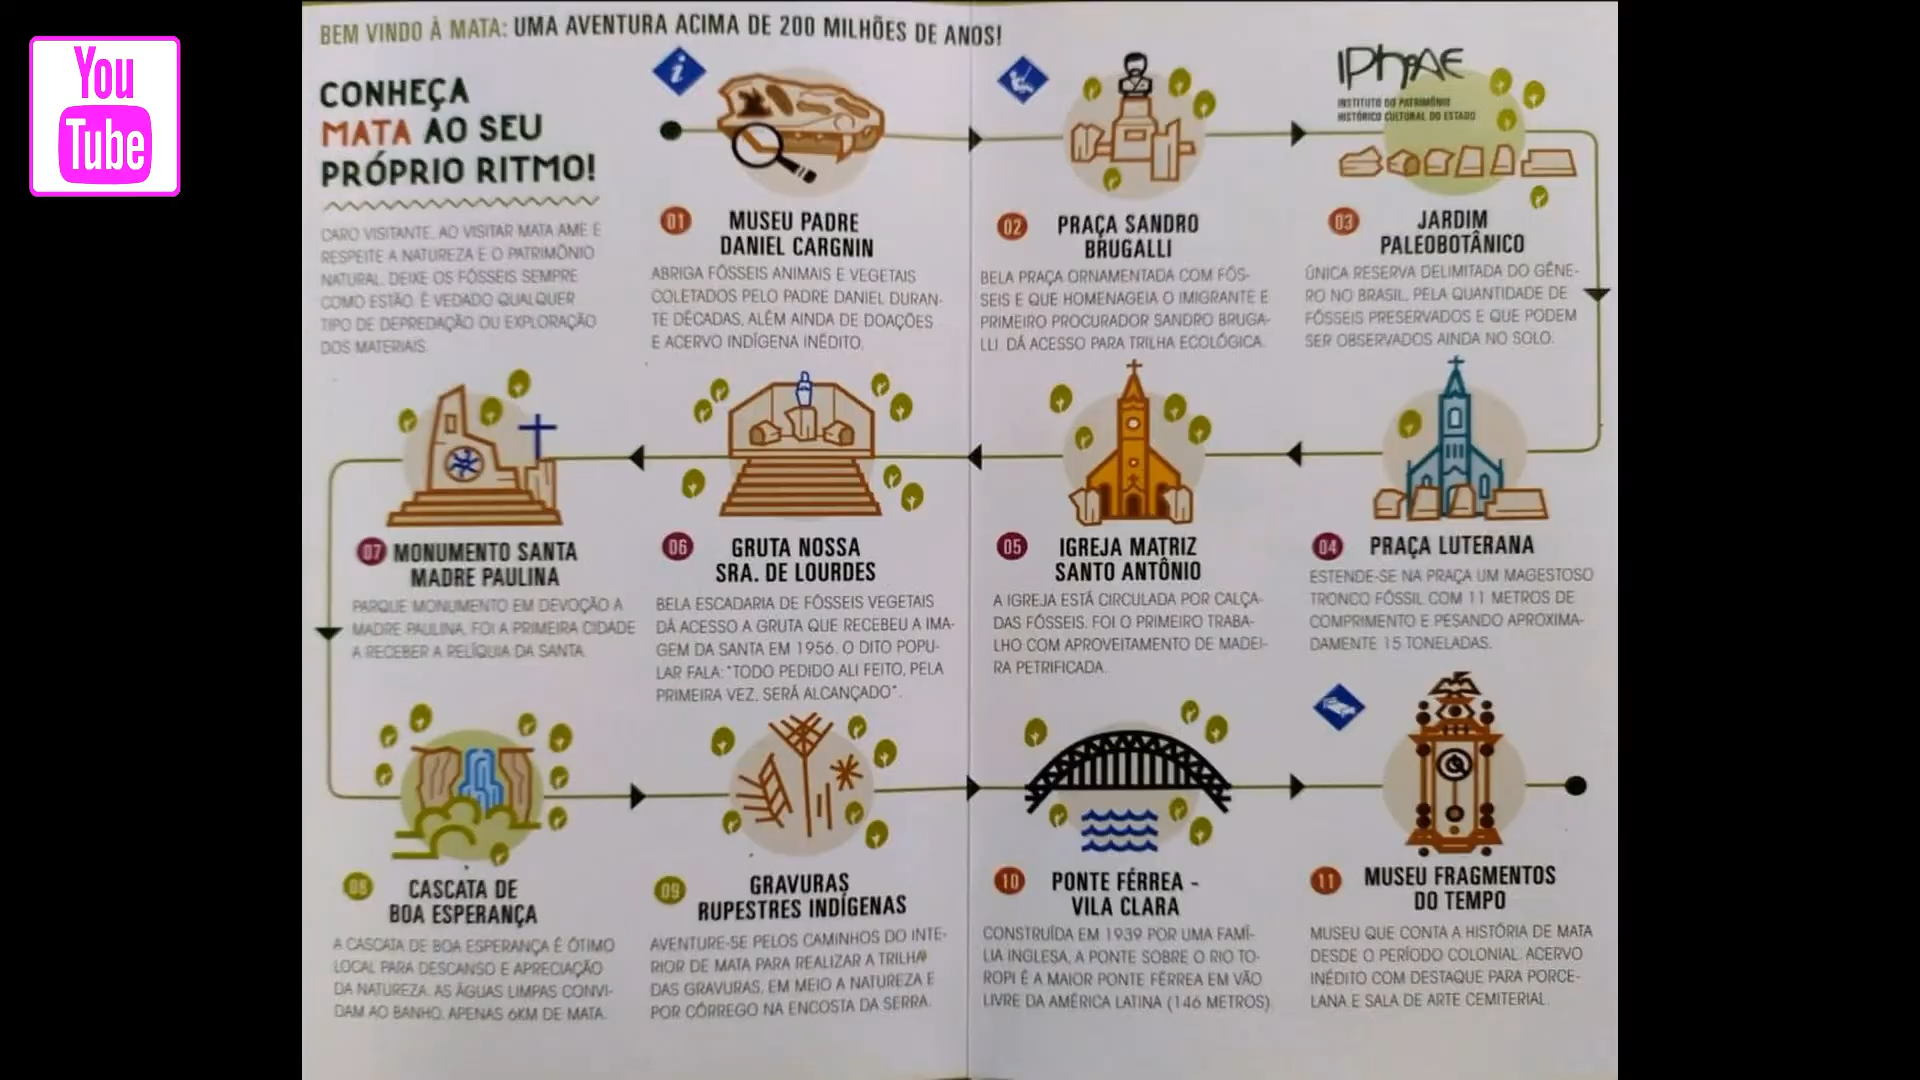 You
Tube
BEM VINDO À MATA: UMA AVENTURA ACIMA DE 200 MILHÕES DE ANOS!
CONHEÇA
MATA AO SEU
PRÓPRIO RITMO!
CARO VISITANTE, AO VISITAR MATA AME E
RESPEITE A NATUREZA E O PATRIMÔNIO
NATURAL. DEIXE OS FÓSSEIS SEMPRE
COMO ESTÃO. É VEDADO QUALQUER
TIPO DE DEPREDAÇÃO OU EXPLORAÇÃO
DOS MATERIAIS.
i
01 MUSEU PADRE
DANIEL CARGNIN
ABRIGA FÓSSEIS ANIMAIS E VEGETAIS
COLETADOS PELO PADRE DANIEL DURAN-
TE DÉCADAS, ALÉM AINDA DE DOAÇÕES
E ACERVO INDÍGENA INÉDITO.
02 PRAÇA SANDRO
BRUGALLI
BELA PRAÇA ORNAMENTADA COM FÓS-
SEIS E QUE HOMENAGEIA O IMIGRANTE E
PRIMEIRO PROCURADOR SANDRO BRUGA-
LLI. DÁ ACESSO PARA TRILHA ECOLÓGICA.
IPHAE
INSTITUTO DO PATRIMÔNIO
HISTÓRICO CULTURAL DO ESTADO
03 JARDIM
PALEOBOTÂNICO
ÚNICA RESERVA DELIMITADA DO GÊNE-
RO NO BRASIL, PELA QUANTIDADE DE
FÓSSEIS PRESERVADOS E QUE PODEM
SER OBSERVADOS AINDA NO SOLO.
07 MONUMENTO SANTA
MADRE PAULINA
PARQUE MONUMENTO EM DEVOÇÃO A
MADRE PAULINA, FOI A PRIMEIRA CIDADE
A RECEBER A RELÍQUIA DA SANTA.
06 GRUTA NOSSA
SRA. DE LOURDES
BELA ESCADARIA DE FÓSSEIS VEGETAIS
DÁ ACESSO A GRUTA QUE RECEBEU A IMA-
GEM DA SANTA EM 1956. O DITO POPU-
LAR FALA: "TODO PEDIDO ALI FEITO, PELA
PRIMEIRA VEZ, SERÁ ALCANÇADO".
05 IGREJA MATRIZ
SANTO ANTÔNIO
A IGREJA ESTÁ CIRCULADA POR CALÇA-
DAS FÓSSEIS. FOI O PRIMEIRO TRABA-
LHO COM APROVEITAMENTO DE MADEI-
RA PETRIFICADA.
04 PRAÇA LUTERANA
ESTENDE-SE NA PRAÇA UM MAGESTOSO
TRONCO FÓSSIL COM 11 METROS DE
COMPRIMENTO E PESANDO APROXIMA-
DAMENTE 15 TONELADAS.
08 CASCATA DE
BOA ESPERANÇA
A CASCATA DE BOA ESPERANÇA É ÓTIMO
LOCAL PARA DESCANSO E APRECIAÇÃO
DA NATUREZA. AS ÁGUAS LIMPAS CONVI-
DAM AO BANHO. APENAS 6KM DE MATA.
09 GRAVURAS
RUPESTRES INDÍGENAS
AVENTURE-SE PELOS CAMINHOS DO INTE-
RIOR DE MATA PARA REALIZAR A TRILHA
DAS GRAVURAS, EM MEIO A NATUREZA E
POR CÓRREGO NA ENCOSTA DA SERRA.
10 PONTE FÉRREA -
VILA CLARA
CONSTRUÍDA EM 1939 POR UMA FAMÍ-
LIA INGLESA, A PONTE SOBRE O RIO TO-
ROPI É A MAIOR PONTE FÉRREA EM VÃO
LIVRE DA AMÉRICA LATINA (146 METROS).
11 MUSEU FRAGMENTOS
DO TEMPO
MUSEU QUE CONTA A HISTÓRIA DE MATA
DESDE O PERÍODO COLONIAL. ACERVO
INÉDITO COM DESTAQUE PARA PORCE-
LANA E SALA DE ARTE CEMITERIAL.